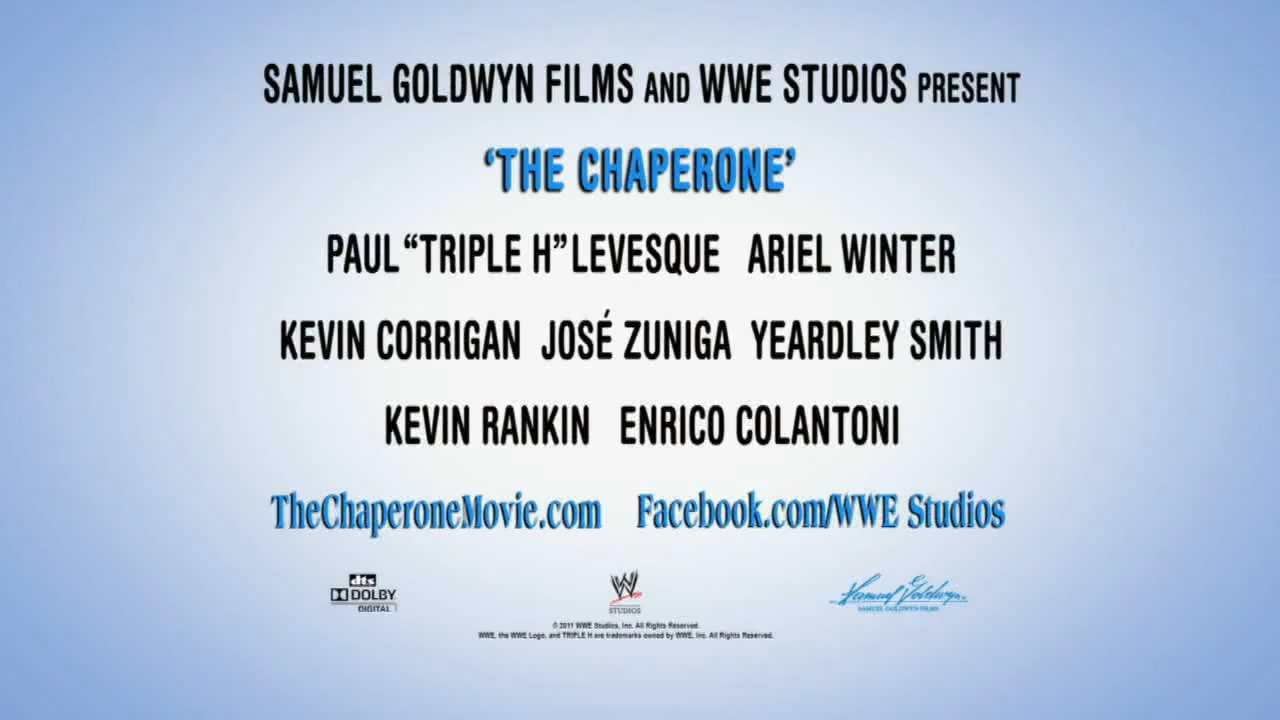 SAMUEL GOLDWYN FILMS AND WWE STUDIOS PRESENT
‘THE CHAPERONE’
PAUL “TRIPLE H” LEVESQUE ARIEL WINTER
KEVIN CORRIGAN JOSÉ ZUNIGA YEARDLEY SMITH
KEVIN RANKIN ENRICO COLANTONI
TheChaperoneMovie.com Facebook.com/WWE Studios
dts
DOLBY
DIGITAL
W
STUDIOS
Samuel Goldwyn.
SAMUEL GOLDWYN FILMS
© 2011 WWE Studios, Inc. All Rights Reserved.
WWE, the WWE Logo, and TRIPLE H are trademarks owned by WWE, Inc. All Rights Reserved.